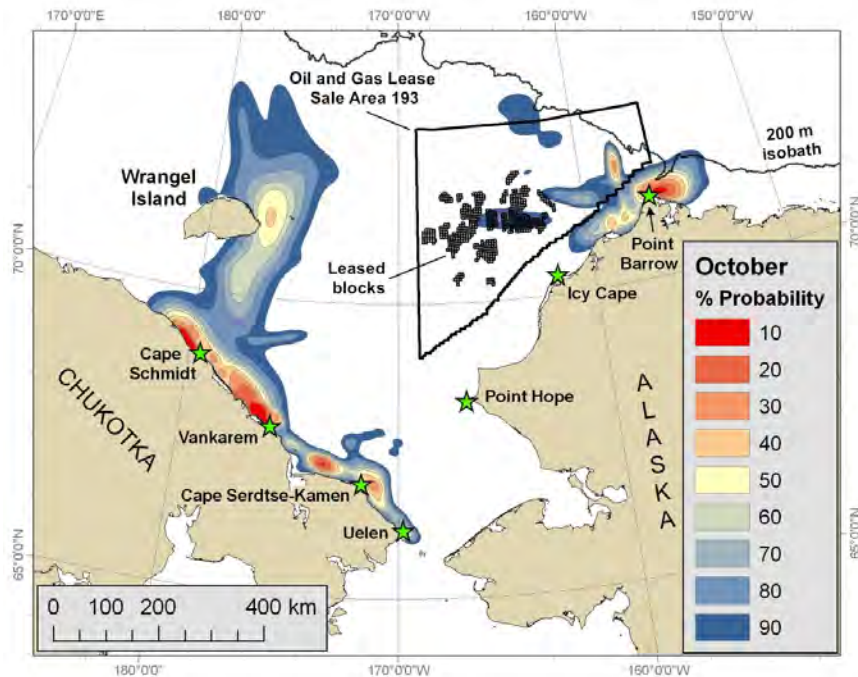 170°0'0"E
180°0'0"
170°0'0"W
160°0'0"W
150°0'0"W
Oil and Gas Lease
Sale Area 193
200 m
isobath
Wrangel
Island
70°0'0"N
70°0'0"N
Point
Barrow
Leased
blocks
Icy Cape
Cape
Schmidt
CHUKOTKA
Point Hope
ALASKA
Vankarem
Cape Serdtse-Kamen
Uelen
65°0'0"N
65°0'0"N
October
% Probability
10
20
30
40
50
60
70
80
90
0 100 200 400 km
180°0'0"
170°0'0"W
160°0'0"W